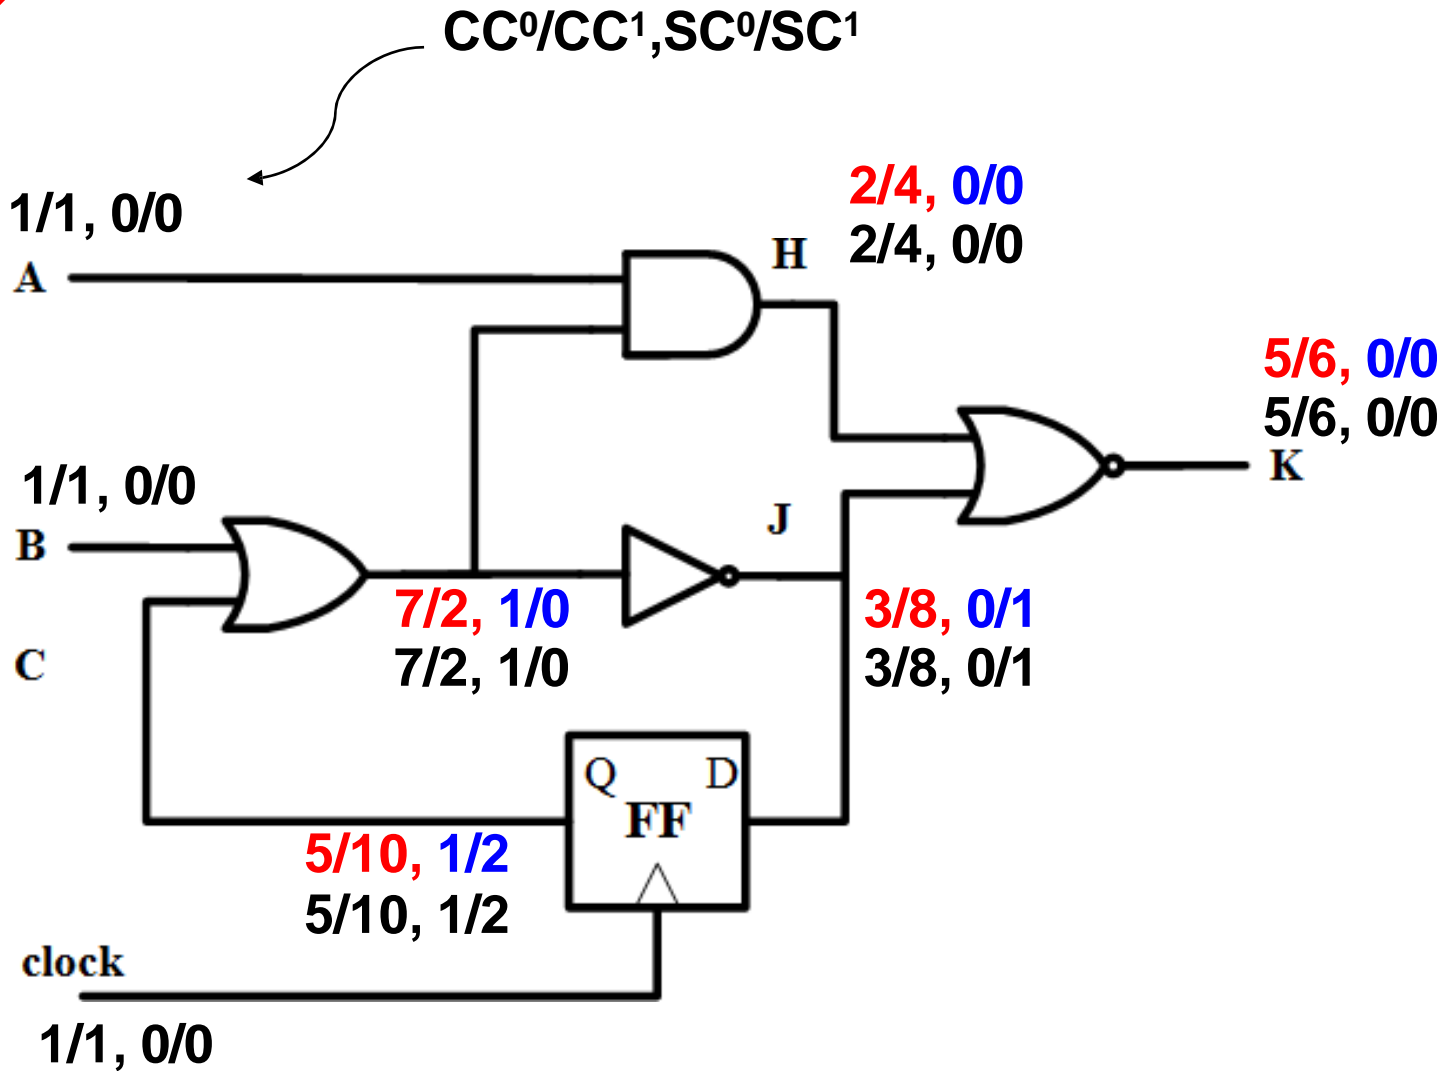 CC⁰/CC¹,SC⁰/SC¹
1/1, 0/0
A
H
2/4, 0/0
2/4, 0/0
5/6, 0/0
5/6, 0/0
K
1/1, 0/0
B
J
7/2, 1/0
7/2, 1/0
3/8, 0/1
3/8, 0/1
C
Q D
FF
5/10, 1/2
5/10, 1/2
clock
1/1, 0/0